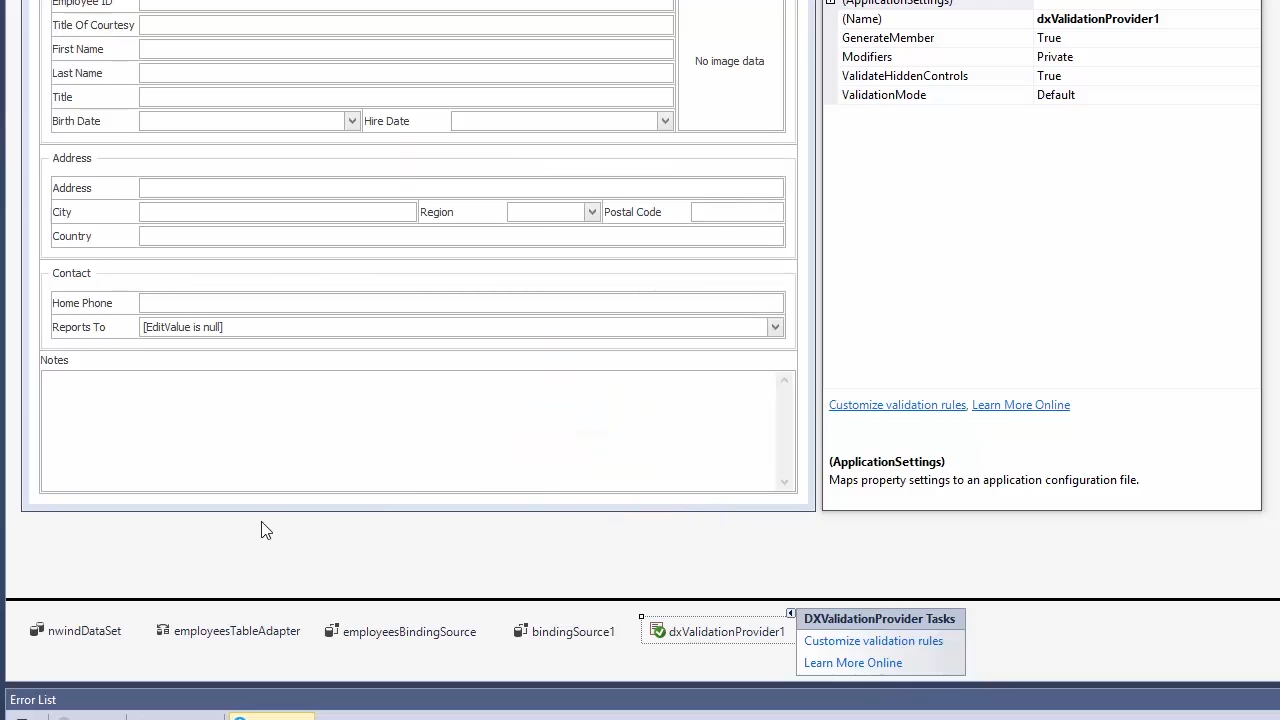 Employee ID
Title Of Courtesy
First Name
Last Name
Title
Birth Date
Hire Date
No image data
Address
Address
City
Region
Postal Code
Country
Contact
Home Phone
Reports To
[EditValue is null]
Notes
(ApplicationSettings)
(Name) dxValidationProvider1
GenerateMember True
Modifiers Private
ValidateHiddenControls True
ValidationMode Default
Customize validation rules, Learn More Online
(ApplicationSettings)
Maps property settings to an application configuration file.
nwindDataSet
employeesTableAdapter
employeesBindingSource
bindingSource1
dxValidationProvider1
DXValidationProvider Tasks
Customize validation rules
Learn More Online
Error List